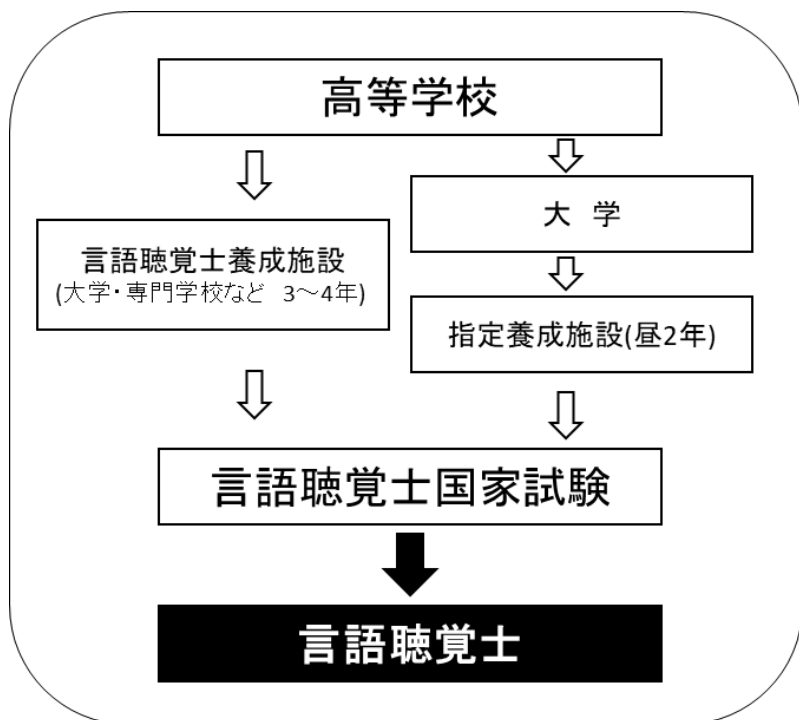 高等学校
言語聴覚士養成施設
(大学・専門学校など 3～4年)
大 学
指定養成施設(昼2年)
言語聴覚士国家試験
言語聴覚士